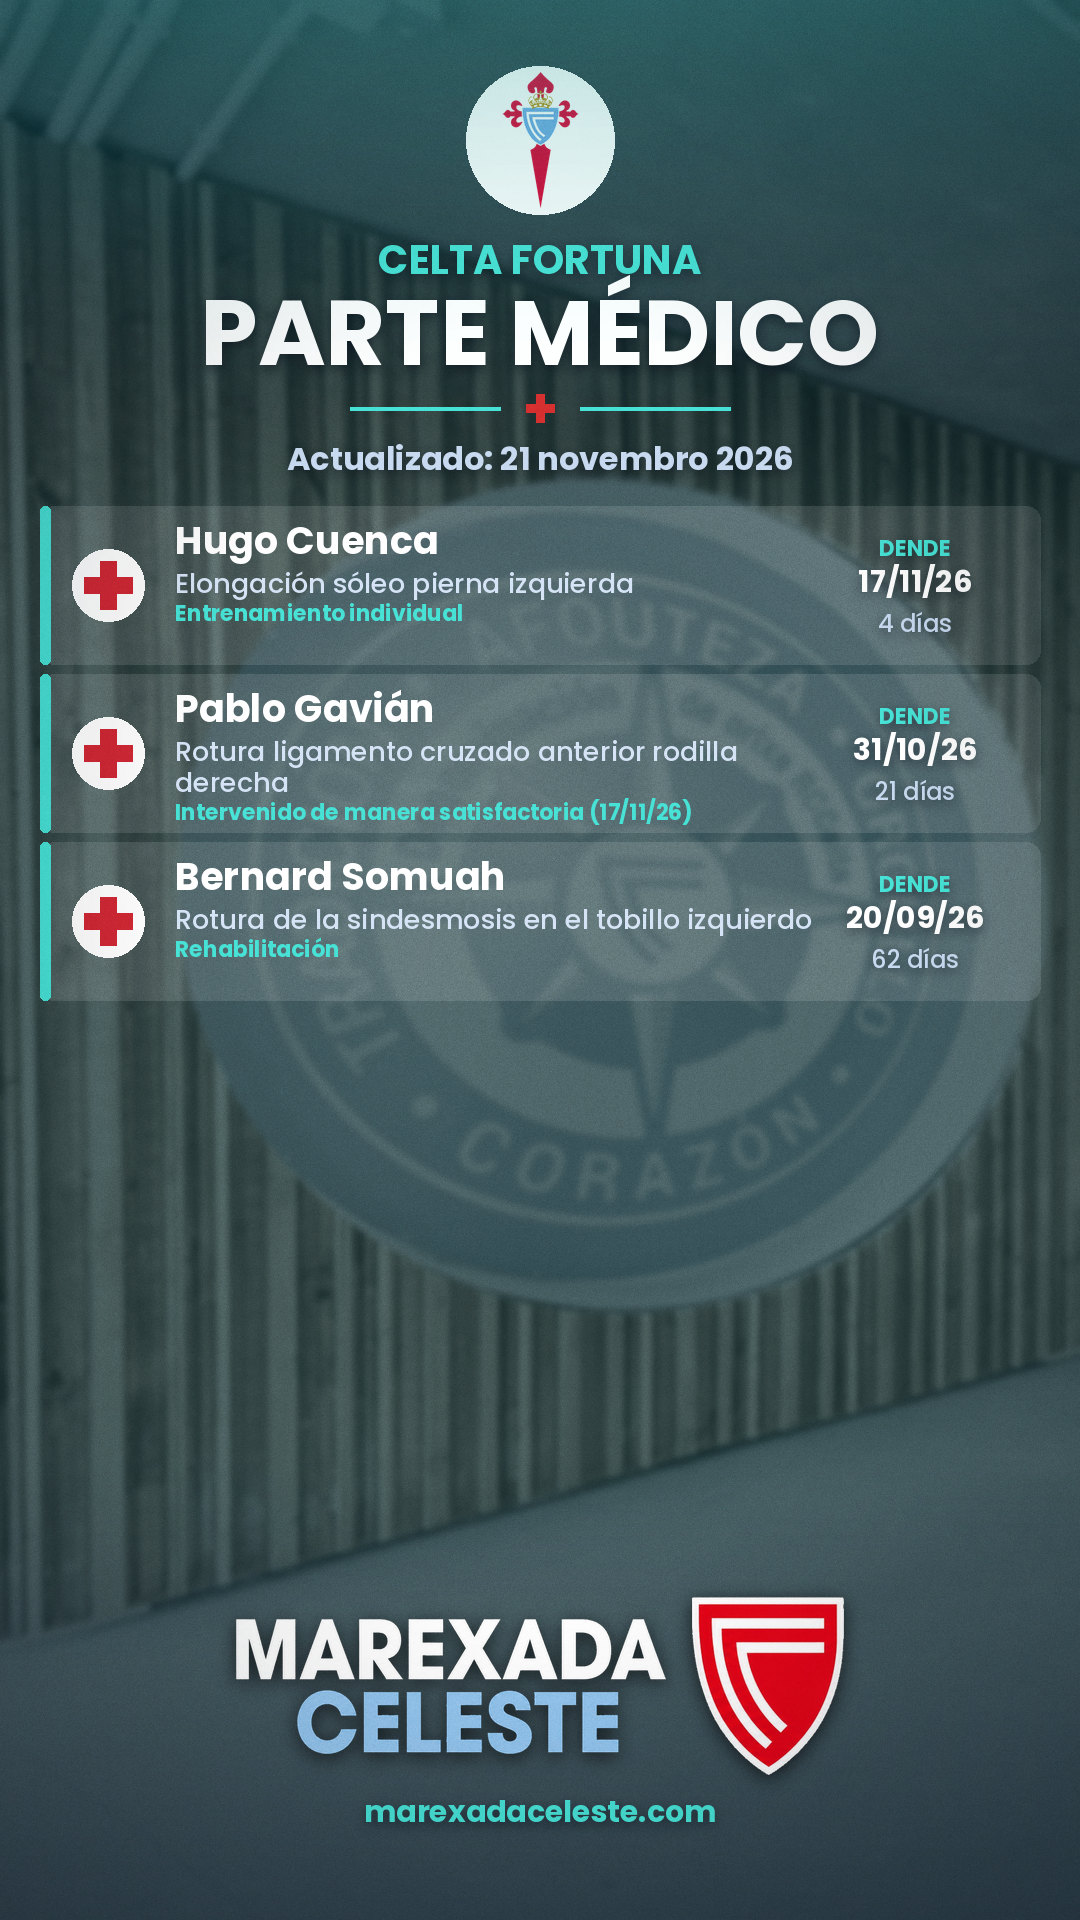 CELTA FORTUNA
PARTE MÉDICO
Actualizado: 21 novembro 2026
Hugo Cuenca
Elongación sóleo pierna izquierda
Entrenamiento individual
DENDE
17/11/26
4 días
Pablo Gavián
Rotura ligamento cruzado anterior rodilla
derecha
Intervenido de manera satisfactoria (17/11/26)
DENDE
31/10/26
21 días
Bernard Somuah
Rotura de la sindesmosis en el tobillo izquierdo
Rehabilitación
DENDE
20/09/26
62 días
CORAZON
MAREXADA
CELESTE
marexadaceleste.com